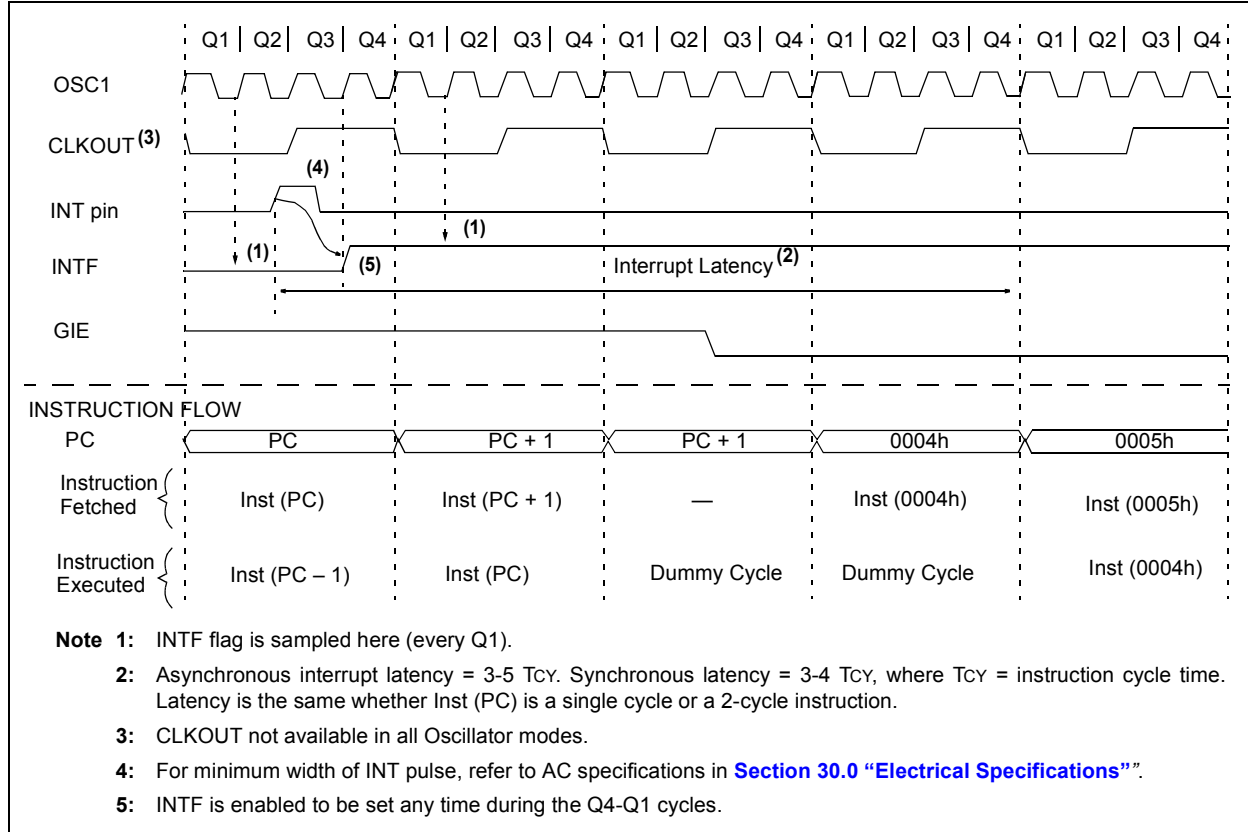 Q1 | Q2 | Q3 | Q4 Q1 | Q2 | Q3 | Q4 Q1 | Q2 | Q3 | Q4 Q1 | Q2 | Q3 | Q4 Q1 | Q2 | Q3 | Q4
OSC1
CLKOUT (3)
(4)
INT pin
(1)
(1)
INTF
(5)
Interrupt Latency (2)
GIE
INSTRUCTION FLOW
PC PC PC + 1 PC + 1 0004h 0005h
Instruction
Fetched
Inst (PC) Inst (PC + 1) — Inst (0004h) Inst (0005h)
Instruction
Executed
Inst (PC – 1) Inst (PC) Dummy Cycle Dummy Cycle Inst (0004h)
Note 1: INTF flag is sampled here (every Q1).
2: Asynchronous interrupt latency = 3-5 TCY. Synchronous latency = 3-4 TCY, where TCY = instruction cycle time.
Latency is the same whether Inst (PC) is a single cycle or a 2-cycle instruction.
3: CLKOUT not available in all Oscillator modes.
4: For minimum width of INT pulse, refer to AC specifications in Section 30.0 “Electrical Specifications””.
5: INTF is enabled to be set any time during the Q4-Q1 cycles.